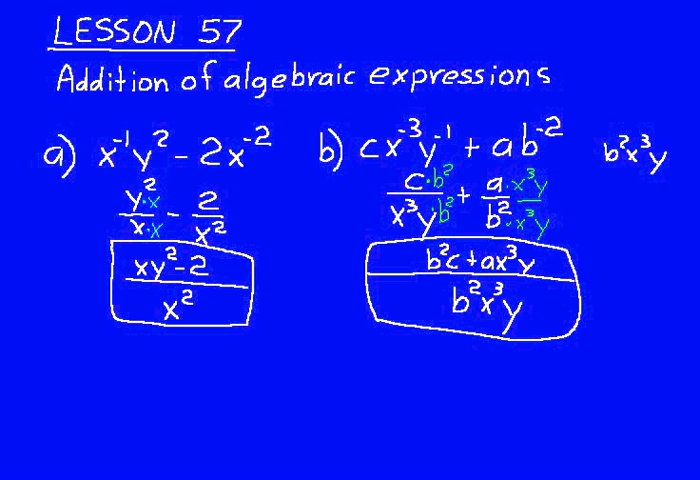 LESSON 57
Addition of algebraic expressions
a) x⁻¹y² - 2x⁻²
y²·x / x·x - 2 / x²
xy² - 2 / x²
b) cx⁻³y⁻¹ + ab⁻² b²x³y
c·b² / x³y·b² + a·x³y / b²·x³y
b²c + ax³y / b²x³y